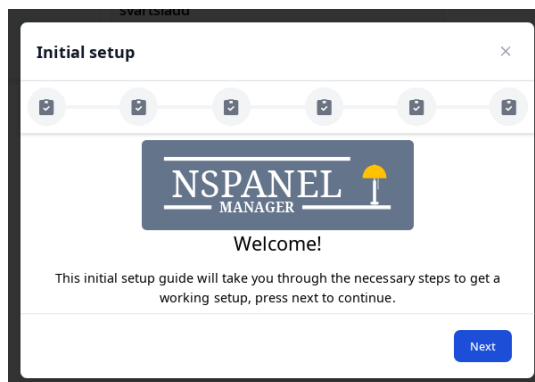 svartsladd
Initial setup
NSPANEL
MANAGER
Welcome!
This initial setup guide will take you through the necessary steps to get a
working setup, press next to continue.
Next